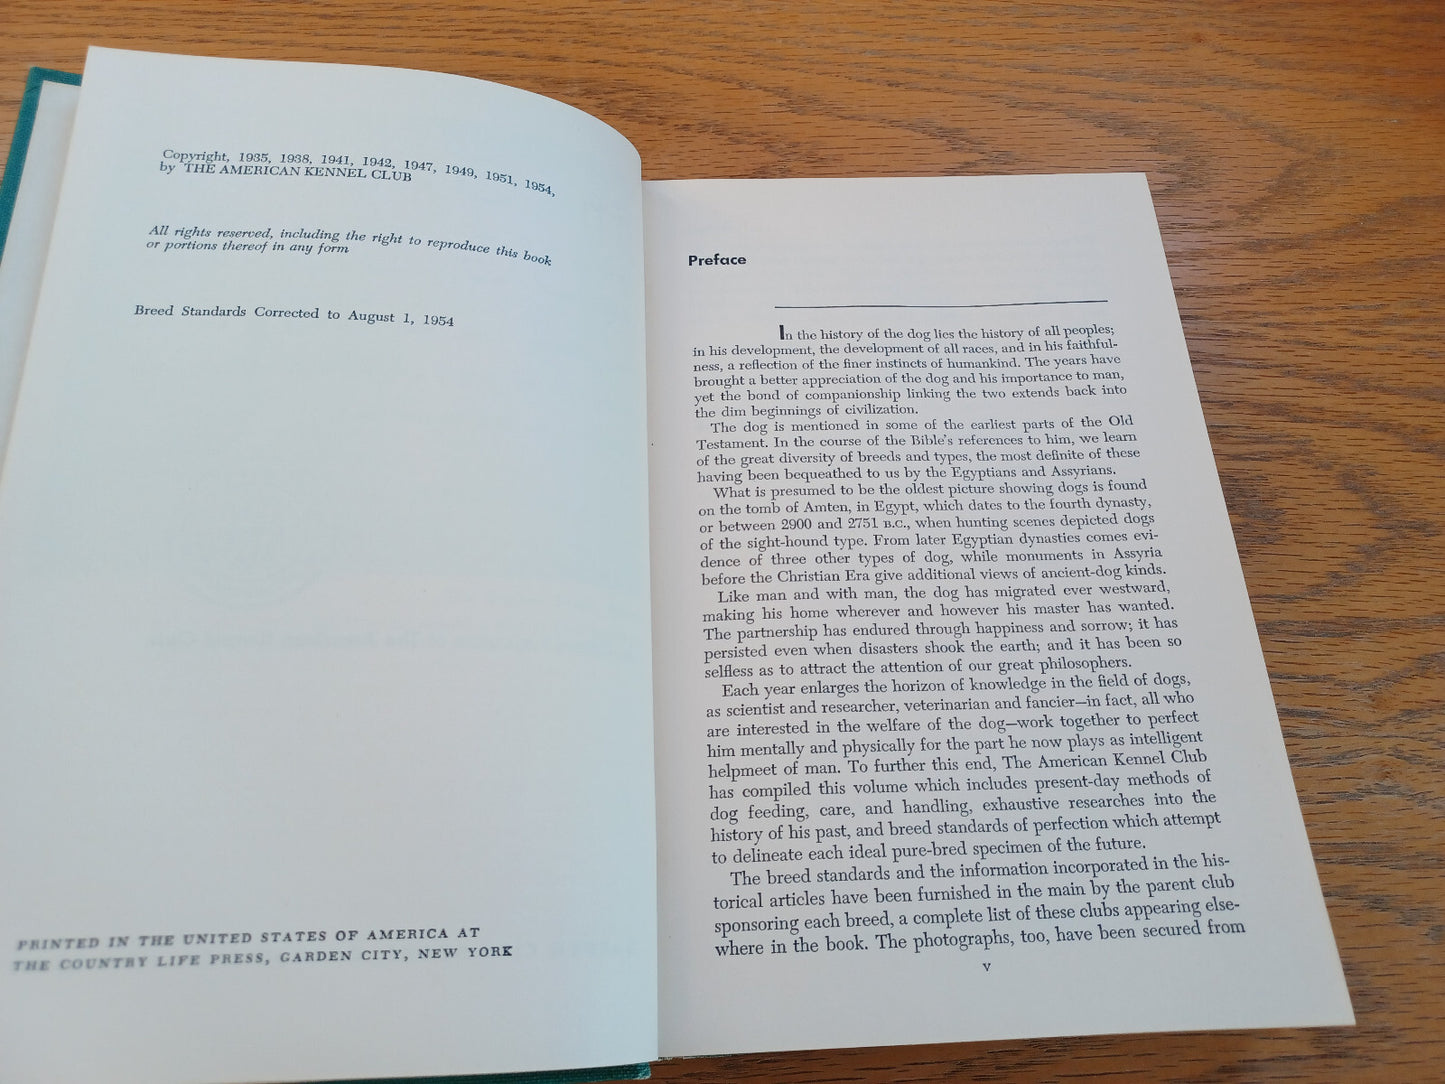 Copyright, 1935, 1938, 1941, 1942, 1947, 1949, 1951, 1954,
by THE AMERICAN KENNEL CLUB
All rights reserved, including the right to reproduce this book
or portions thereof in any form
Breed Standards Corrected to August 1, 1954
PRINTED IN THE UNITED STATES OF AMERICA AT
THE COUNTRY LIFE PRESS, GARDEN CITY, NEW YORK
Preface
In the history of the dog lies the history of all peoples;
in his development, the development of all races, and in his faithful-
ness, a reflection of the finer instincts of humankind. The years have
brought a better appreciation of the dog and his importance to man,
yet the bond of companionship linking the two extends back into
the dim beginnings of civilization.
The dog is mentioned in some of the earliest parts of the Old
Testament. In the course of the Bible's references to him, we learn
of the great diversity of breeds and types, the most definite of these
having been bequeathed to us by the Egyptians and Assyrians.
What is presumed to be the oldest picture showing dogs is found
on the tomb of Amten, in Egypt, which dates to the fourth dynasty,
or between 2900 and 2751 B.C., when hunting scenes depicted dogs
of the sight-hound type. From later Egyptian dynasties comes evi-
dence of three other types of dog, while monuments in Assyria
before the Christian Era give additional views of ancient-dog kinds.
Like man and with man, the dog has migrated ever westward,
making his home wherever and however his master has wanted.
The partnership has endured through happiness and sorrow; it has
persisted even when disasters shook the earth; and it has been so
selfless as to attract the attention of our great philosophers.
Each year enlarges the horizon of knowledge in the field of dogs,
as scientist and researcher, veterinarian and fancier—in fact, all who
are interested in the welfare of the dog—work together to perfect
him mentally and physically for the part he now plays as intelligent
helpmeet of man. To further this end, The American Kennel Club
has compiled this volume which includes present-day methods of
dog feeding, care, and handling, exhaustive researches into the
history of his past, and breed standards of perfection which attempt
to delineate each ideal pure-bred specimen of the future.
The breed standards and the information incorporated in the his-
torical articles have been furnished in the main by the parent club
sponsoring each breed, a complete list of these clubs appearing else-
where in the book. The photographs, too, have been secured from
v